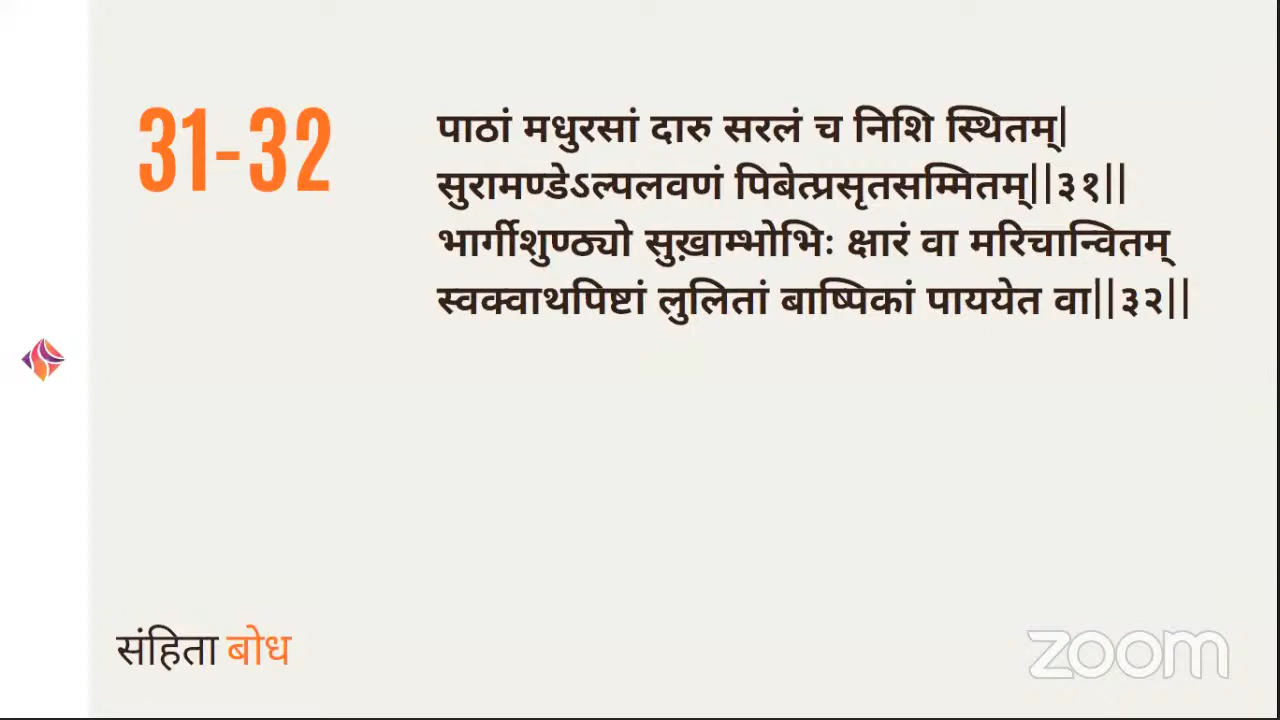 31-32
पाठां मधुरसां दारु सरलं च निशि स्थितम्|
सुरामण्डेऽल्पलवणं पिबेत्प्रसृतसम्मितम्||३१||
भार्गीशुण्ठ्यो सुख़ाम्भोभिः क्षारं वा मरिचान्वितम्
स्वक्वाथपिष्टां लुलितां बाष्पिकां पाययेत वा||३२||
संहिता बोध
zoom